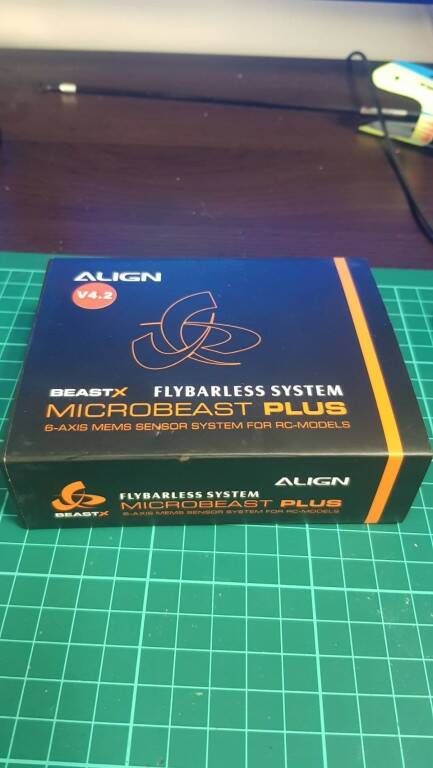 ALIGN
V4.2
BEASTX FLYBARLESS SYSTEM
MICROBEAST PLUS
6-AXIS MEMS SENSOR SYSTEM FOR RC-MODELS
ALIGN
FLYBARLESS SYSTEM
BEASTX MICROBEAST PLUS
6-AXIS MEMS SENSOR SYSTEM FOR RC-MODELS